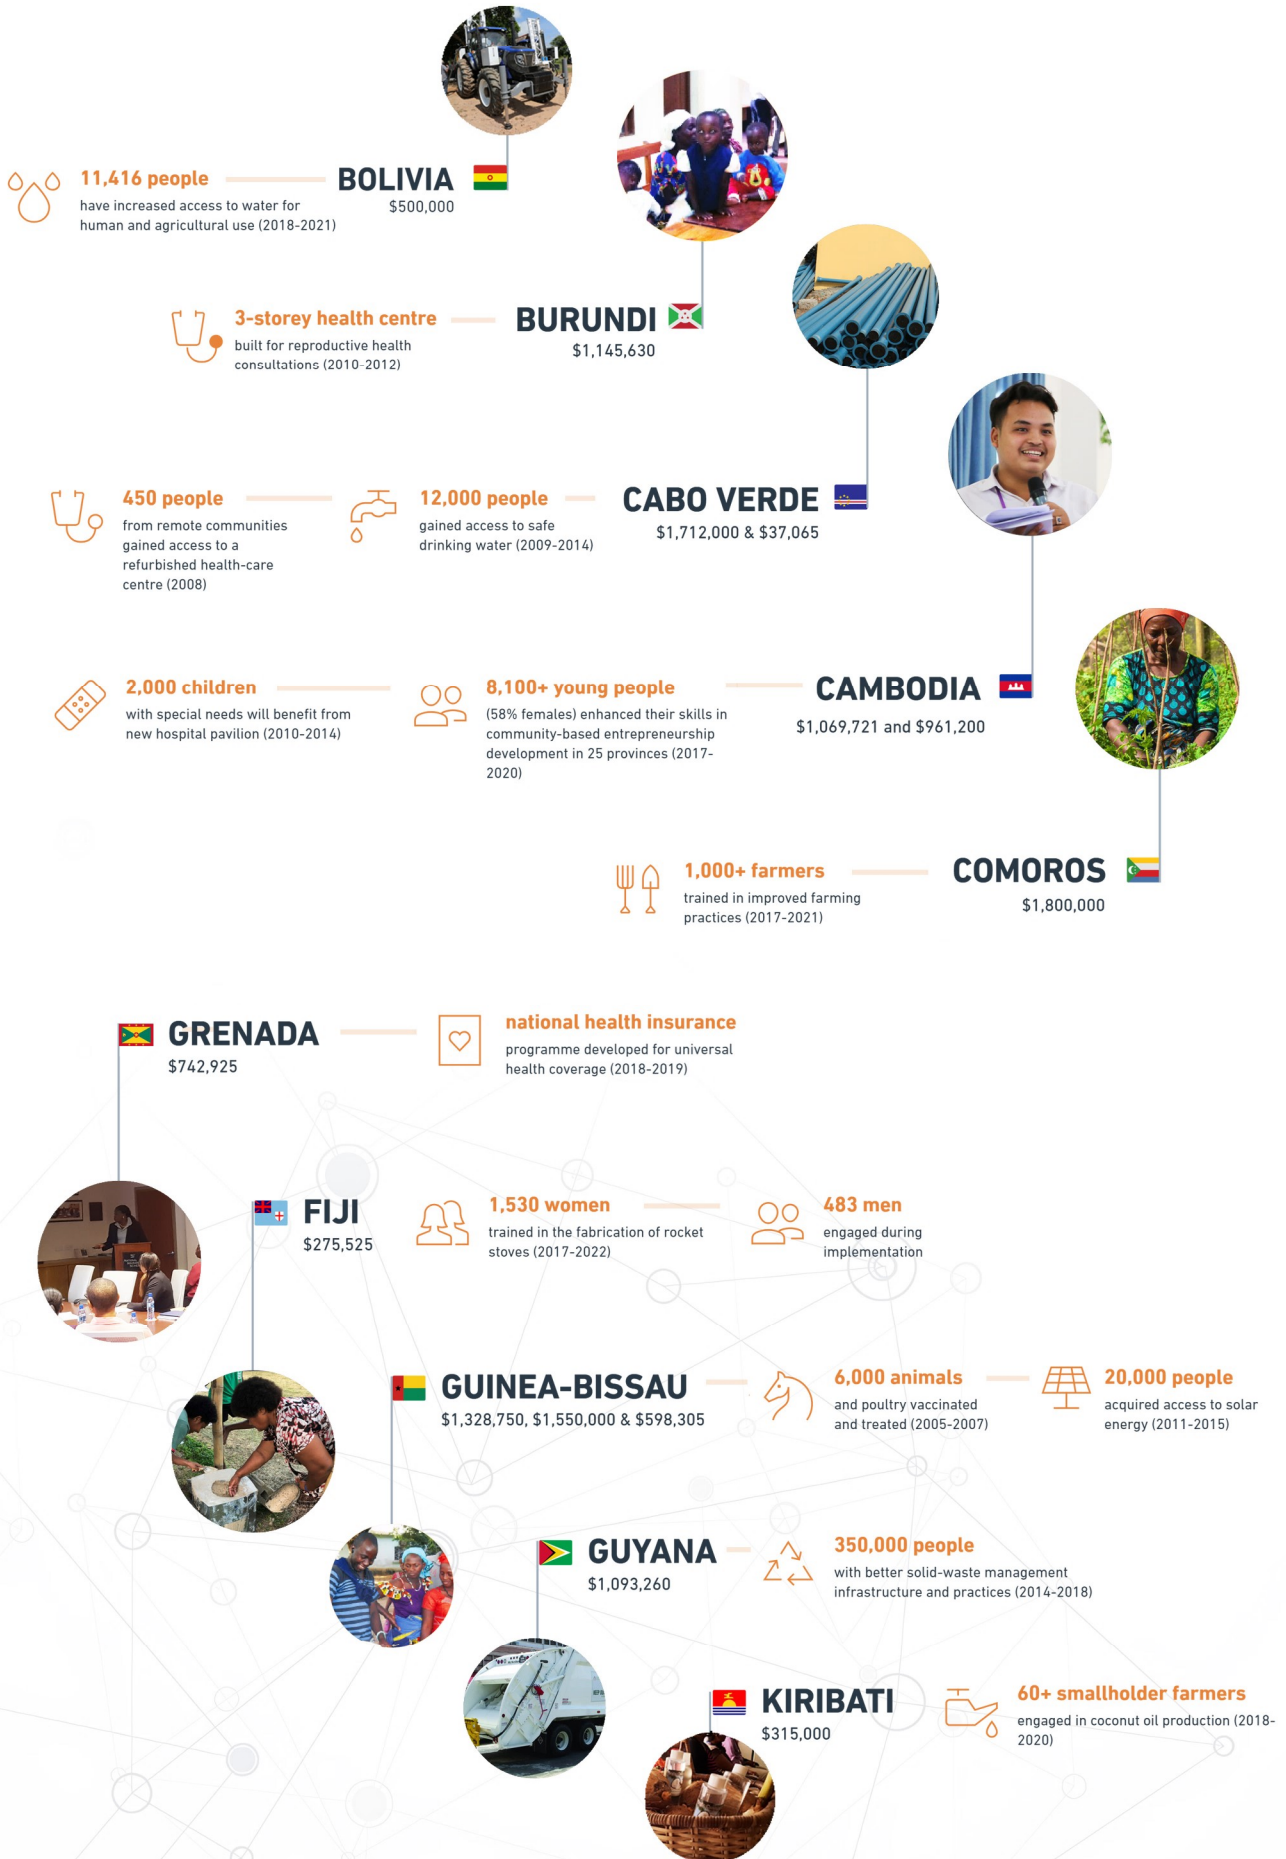 BOLIVIA
$500,000
11,416 people
have increased access to water for
human and agricultural use (2018-2021)
BURUNDI
$1,145,630
3-storey health centre
built for reproductive health
consultations (2010-2012)
CABO VERDE
$1,712,000 & $37,065
12,000 people
gained access to safe
drinking water (2009-2014)
450 people
from remote communities
gained access to a
refurbished health-care
centre (2008)
CAMBODIA
$1,069,721 and $961,200
8,100+ young people
(58% females) enhanced their skills in
community-based entrepreneurship
development in 25 provinces (2017-
2020)
2,000 children
with special needs will benefit from
new hospital pavilion (2010-2014)
COMOROS
$1,800,000
1,000+ farmers
trained in improved farming
practices (2017-2021)
GRENADA
$742,925
national health insurance
programme developed for universal
health coverage (2018-2019)
FIJI
$275,525
1,530 women
trained in the fabrication of rocket
stoves (2017-2022)
483 men
engaged during
implementation
GUINEA-BISSAU
$1,328,750, $1,550,000 & $598,305
6,000 animals
and poultry vaccinated
and treated (2005-2007)
20,000 people
acquired access to solar
energy (2011-2015)
GUYANA
$1,093,260
350,000 people
with better solid-waste management
infrastructure and practices (2014-2018)
KIRIBATI
$315,000
60+ smallholder farmers
engaged in coconut oil production (2018-
2020)